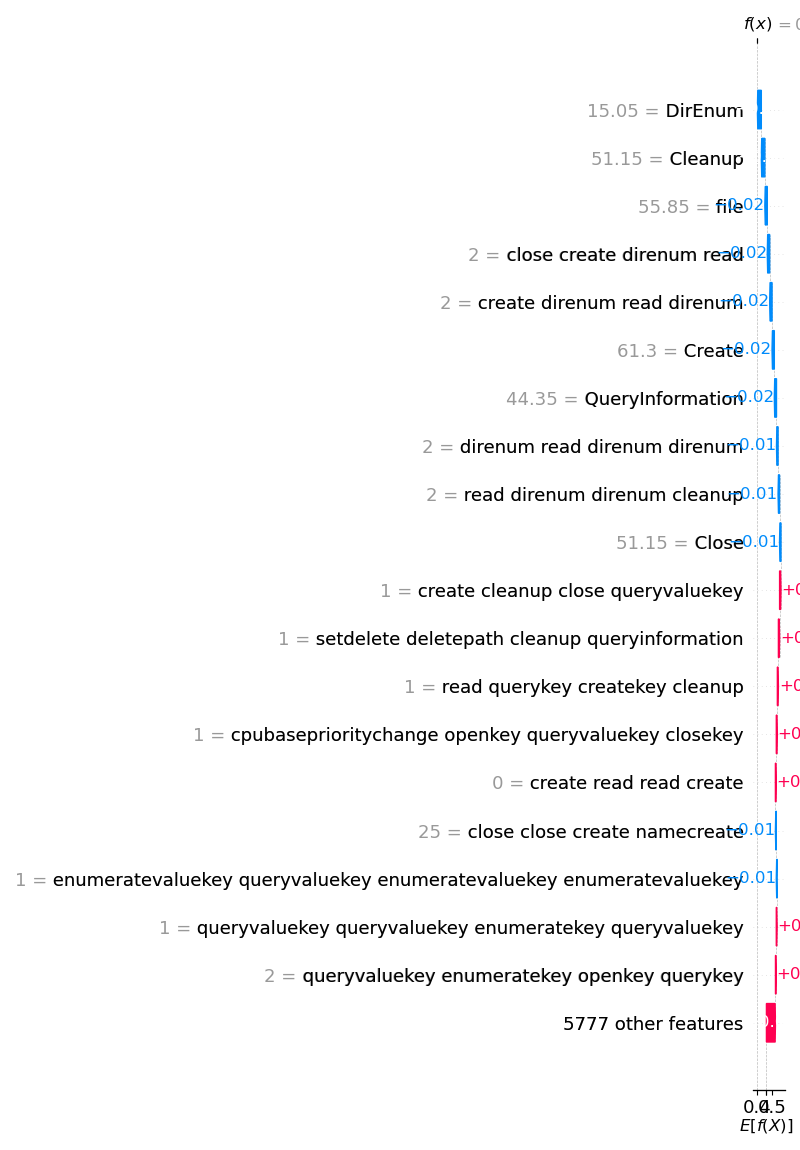 f(x) = 0
15.05 = DirEnum
51.15 = Cleanup
55.85 = file −0.02
2 = close create direnum read −0.02
2 = create direnum read direnum −0.02
61.3 = Create −0.02
44.35 = QueryInformation −0.02
2 = direnum read direnum direnum −0.01
2 = read direnum direnum cleanup −0.01
51.15 = Close −0.01
1 = create cleanup close queryvaluekey +0
1 = setdelete deletepath cleanup queryinformation +0
1 = read querykey createkey cleanup +0
1 = cpubaseprioritychange openkey queryvaluekey closekey +0
0 = create read read create +0
25 = close close create namecreate −0.01
1 = enumeratevaluekey queryvaluekey enumeratevaluekey enumeratevaluekey −0.01
1 = queryvaluekey queryvaluekey enumeratekey queryvaluekey +0
2 = queryvaluekey enumeratekey openkey querykey +0
5777 other features
E[f(X)]